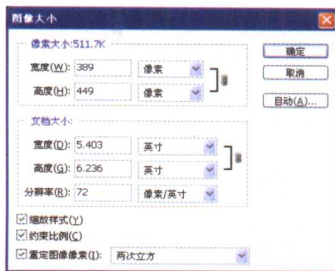 图像大小
像素大小:511.7K
宽度(W): 389 像素
高度(H): 449 像素
确定
取消
自动(A)...
文档大小:
宽度(D): 5.403 英寸
高度(G): 6.236 英寸
分辨率(R): 72 像素/英寸
缩放样式(Y)
约束比例(C)
重定图像像素(I): 两次立方